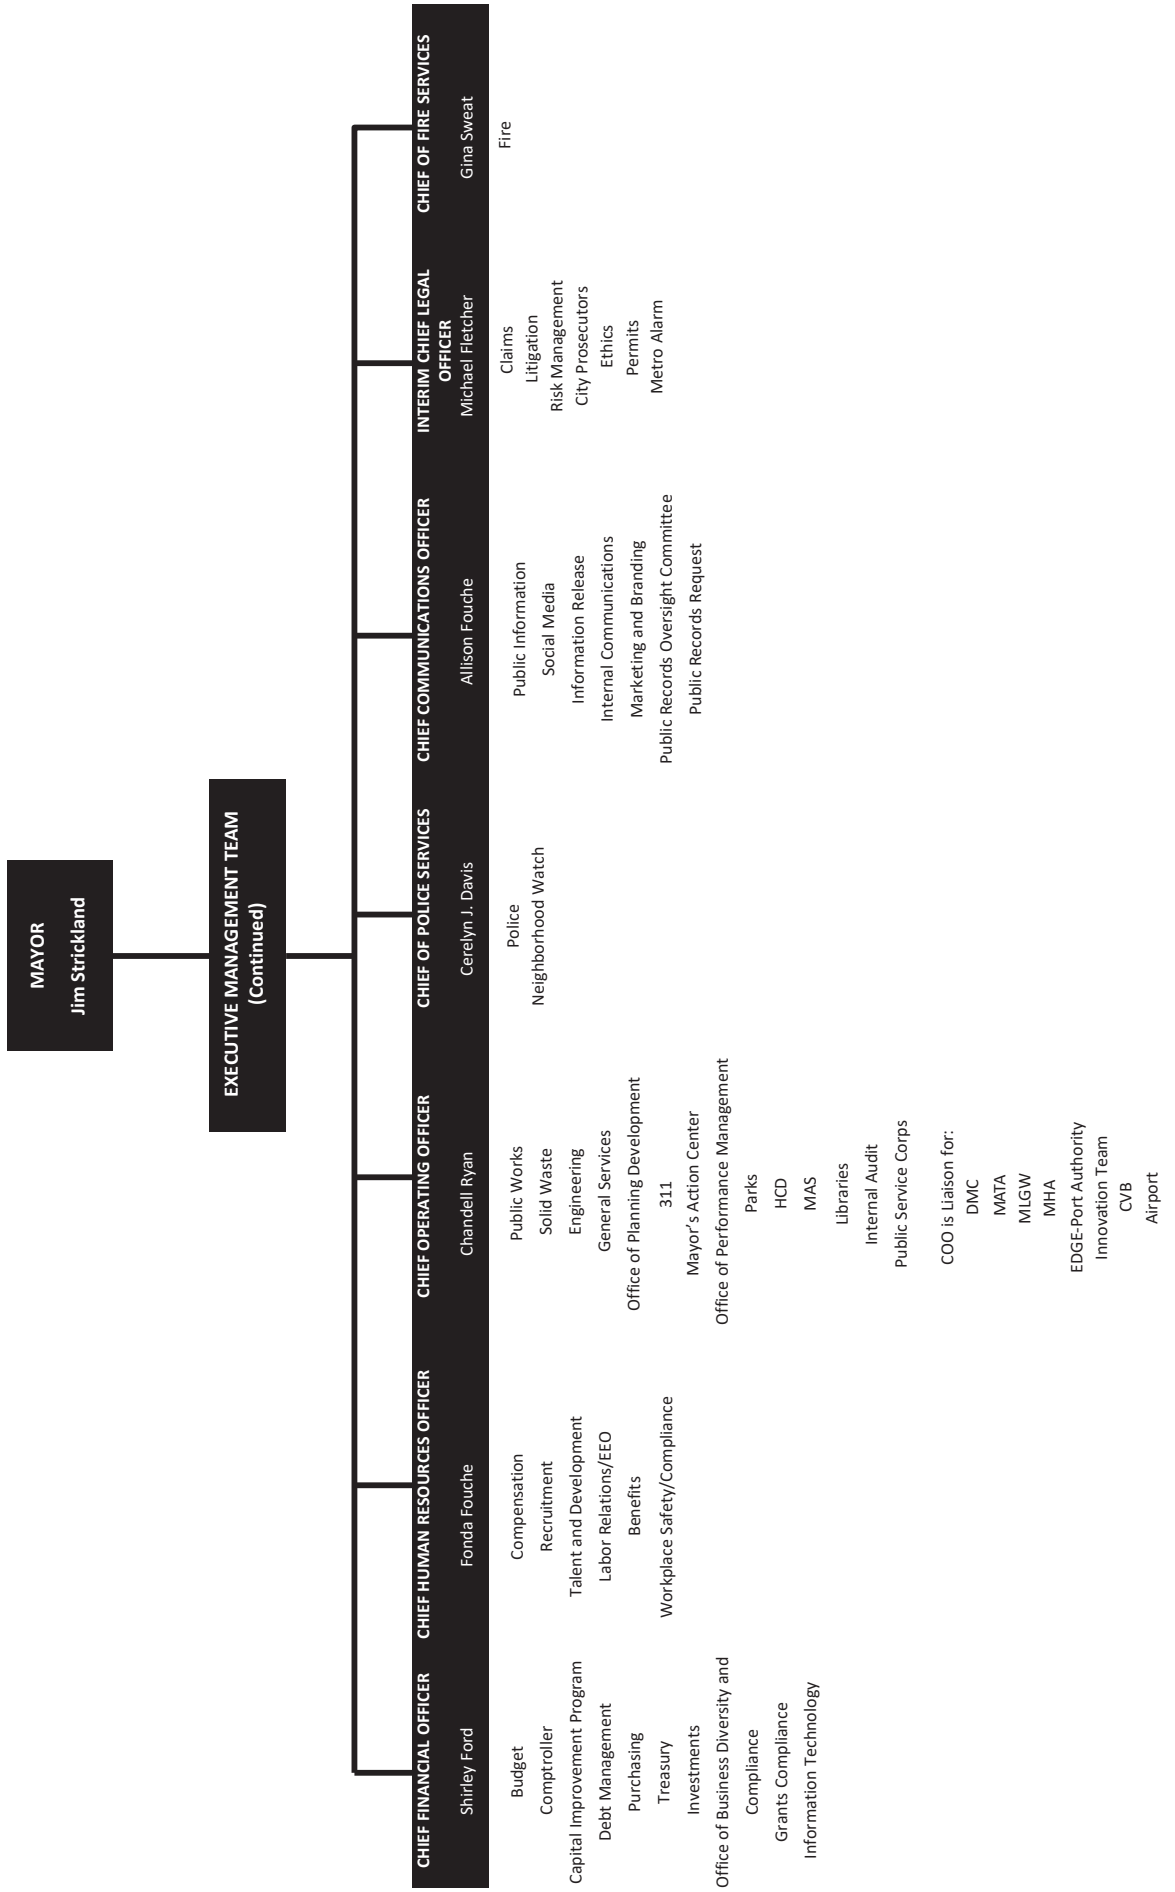 MAYOR
Jim Strickland
EXECUTIVE MANAGEMENT TEAM
(Continued)
CHIEF FINANCIAL OFFICER
Shirley Ford
Budget
Comptroller
Capital Improvement Program
Debt Management
Purchasing
Treasury
Investments
Office of Business Diversity and
Compliance
Grants Compliance
Information Technology
CHIEF HUMAN RESOURCES OFFICER
Fonda Fouche
Compensation
Recruitment
Talent and Development
Labor Relations/EEO
Benefits
Workplace Safety/Compliance
CHIEF OPERATING OFFICER
Chandell Ryan
Public Works
Solid Waste
Engineering
General Services
Office of Planning Development
311
Mayor’s Action Center
Office of Performance Management
Parks
HCD
MAS
Libraries
Internal Audit
Public Service Corps
COO is Liaison for:
DMC
MATA
MLGW
MHA
EDGE-Port Authority
Innovation Team
CVB
Airport
CHIEF OF POLICE SERVICES
Cerelyn J. Davis
Police
Neighborhood Watch
CHIEF COMMUNICATIONS OFFICER
Allison Fouche
Public Information
Social Media
Information Release
Internal Communications
Marketing and Branding
Public Records Oversight Committee
Public Records Request
INTERIM CHIEF LEGAL
OFFICER
Michael Fletcher
Claims
Litigation
Risk Management
City Prosecutors
Ethics
Permits
Metro Alarm
CHIEF OF FIRE SERVICES
Gina Sweat
Fire